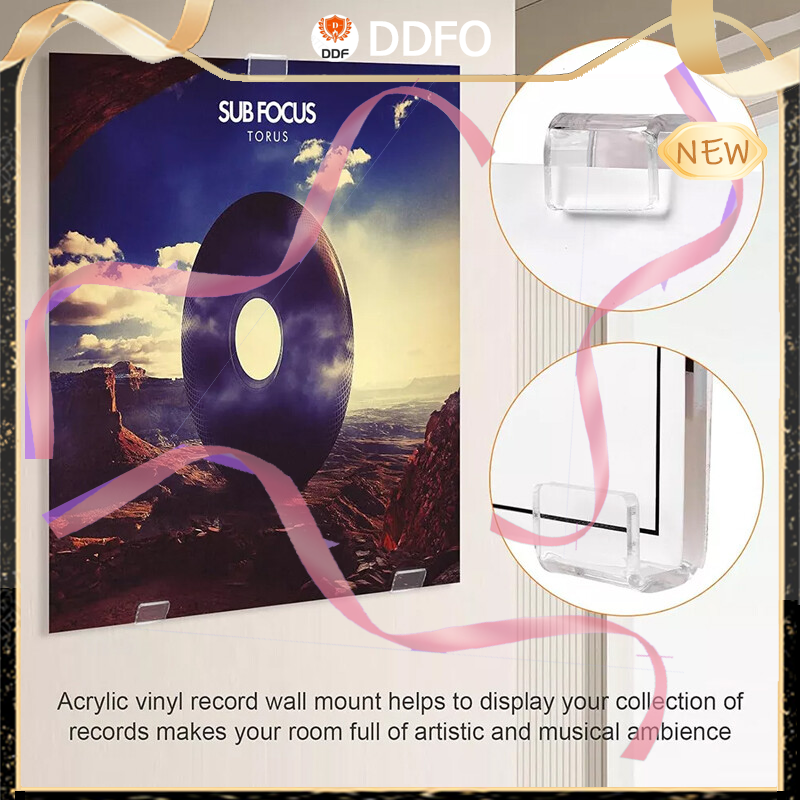 DDF
DDFO
SUB FOCUS
TORUS
NEW
Acrylic vinyl record wall mount helps to display your collection of
records makes your room full of artistic and musical ambience